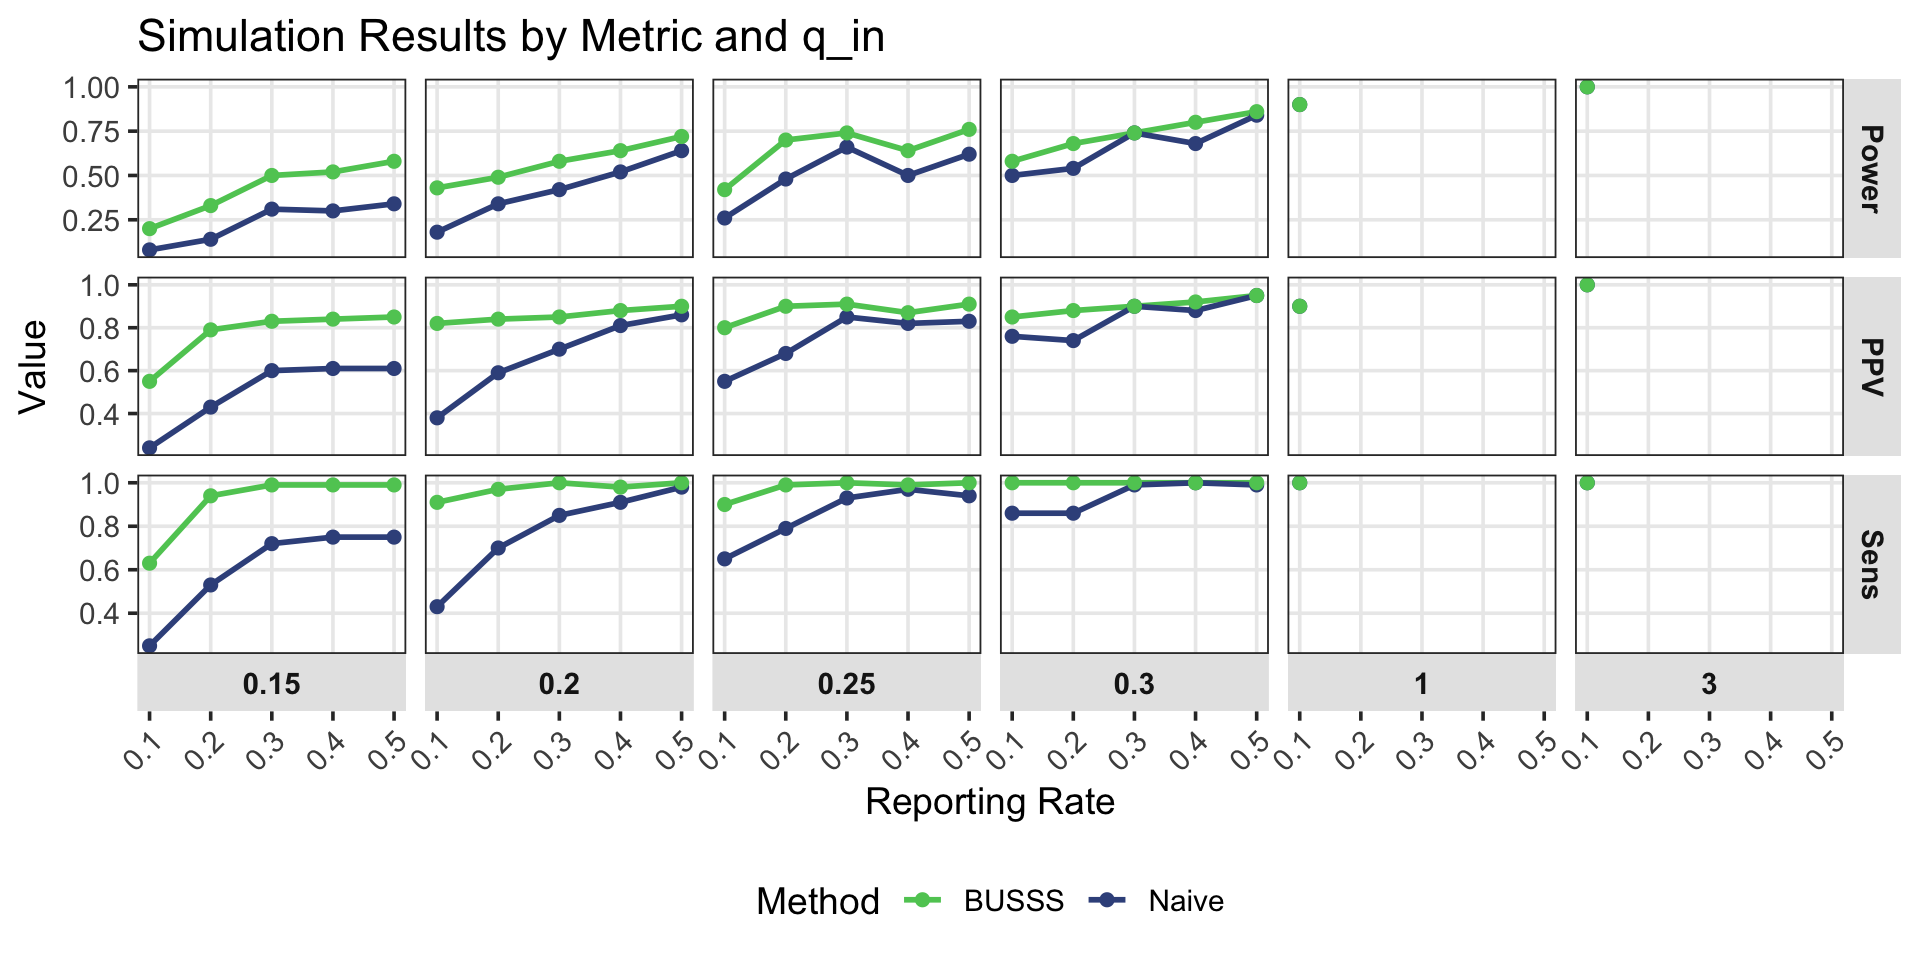 Simulation Results by Metric and q_in
1.00
0.75
0.50
0.25
Power
1.0
0.8
0.6
0.4
PPV
1.0
0.8
0.6
0.4
Sens
Value
0.15 0.2 0.25 0.3 1 3
0.1 0.2 0.3 0.4 0.5 0.1 0.2 0.3 0.4 0.5 0.1 0.2 0.3 0.4 0.5 0.1 0.2 0.3 0.4 0.5 0.1 0.2 0.3 0.4 0.5 0.1 0.2 0.3 0.4 0.5
Reporting Rate
Method BUSSS Naive